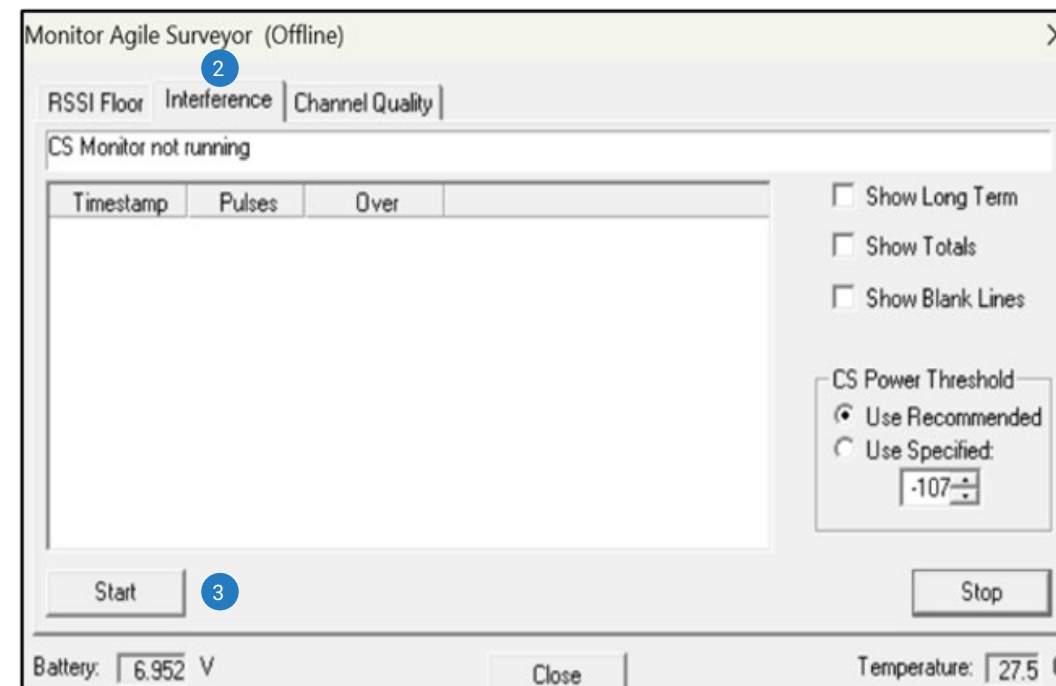 Monitor Agile Surveyor (Offline)
2
RSSI Floor Interference Channel Quality
CS Monitor not running
Timestamp Pulses Over
Show Long Term
Show Totals
Show Blank Lines
CS Power Threshold
Use Recommended
Use Specified:
-107
Start 3 Stop
Battery: 6.952 V Close Temperature: 27.5